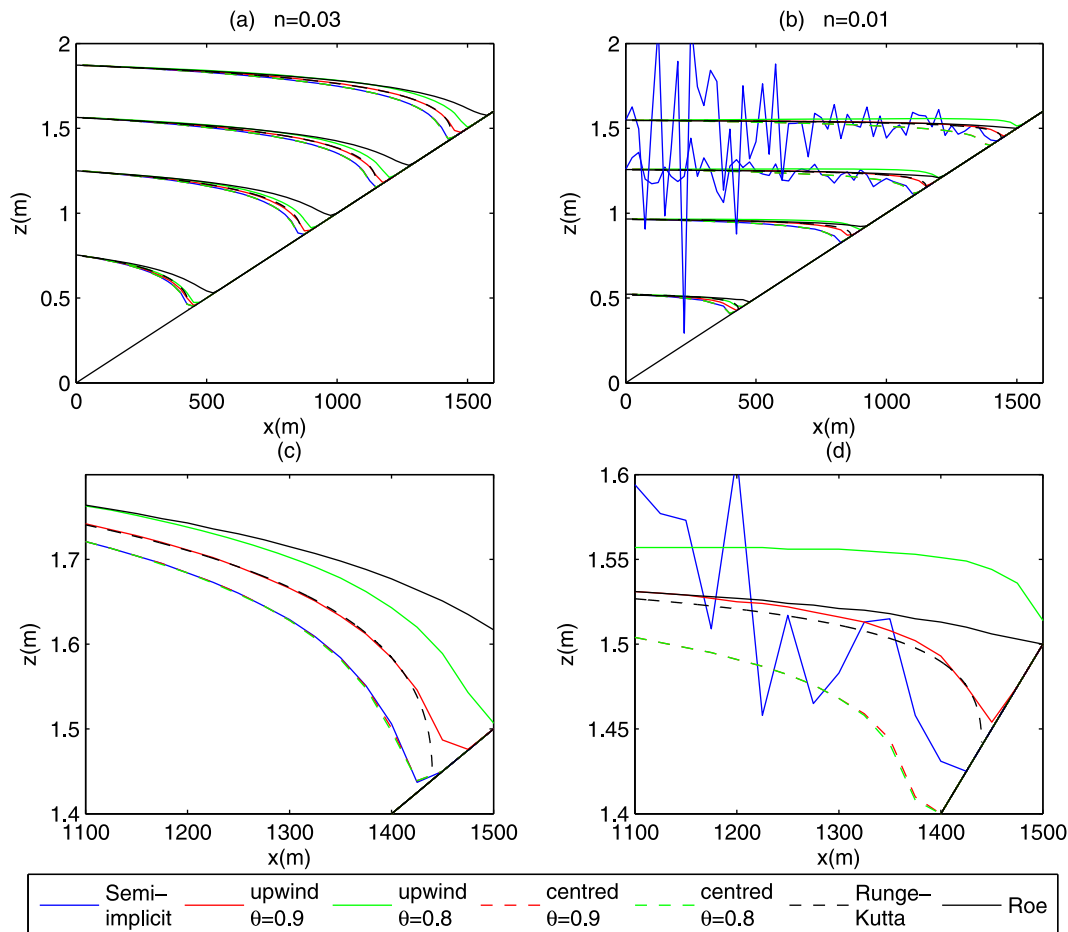 (a) n=0.03
(b) n=0.01
2
1.5
1
0.5
0
z(m)
0 500 1000 1500
x(m)
2
1.5
1
0.5
0
z(m)
0 500 1000 1500
x(m)
(c)
(d)
1.7
1.6
1.5
1.4
z(m)
1100 1200 1300 1400 1500
x(m)
1.6
1.55
1.5
1.45
1.4
z(m)
1100 1200 1300 1400 1500
x(m)
Semi–
implicit
upwind
θ=0.9
upwind
θ=0.8
centred
θ=0.9
centred
θ=0.8
Runge–
Kutta
Roe